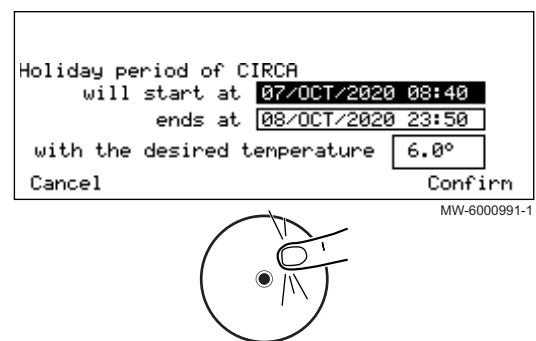 Holiday period of CIRCA
will start at 07/OCT/2020 08:40
ends at 08/OCT/2020 23:50
with the desired temperature 6.0°
Cancel Confirm
MW-6000991-1